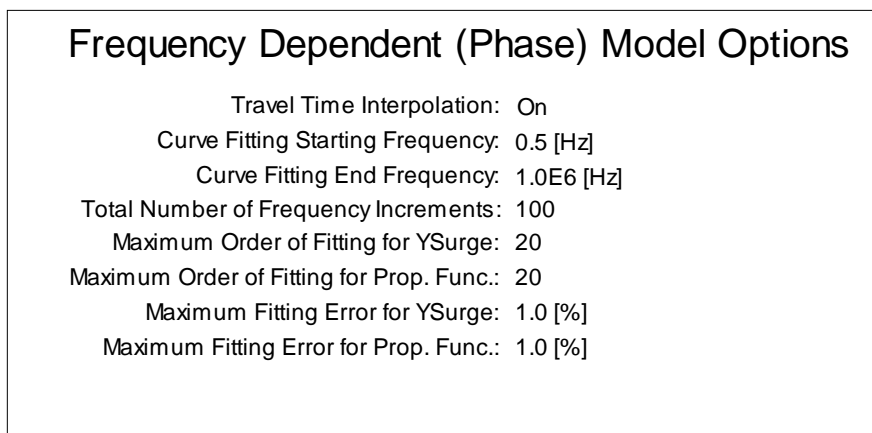 Frequency Dependent (Phase) Model Options
Travel Time Interpolation: On
Curve Fitting Starting Frequency: 0.5 [Hz]
Curve Fitting End Frequency: 1.0E6 [Hz]
Total Number of Frequency Increments: 100
Maximum Order of Fitting for YSurge: 20
Maximum Order of Fitting for Prop. Func.: 20
Maximum Fitting Error for YSurge: 1.0 [%]
Maximum Fitting Error for Prop. Func.: 1.0 [%]